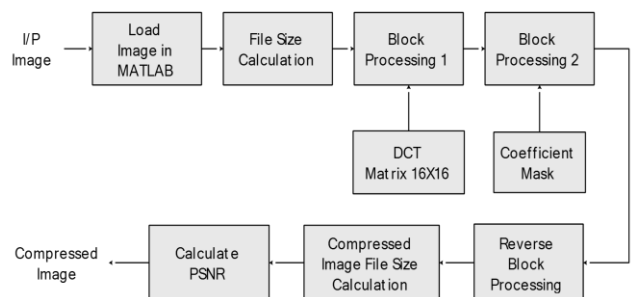 I/P
Image
Load
Image in
MATLAB
File Size
Calculation
Block
Processing 1
Block
Processing 2
DCT
Matrix 16X16
Coefficient
Mask
Compressed
Image
Calculate
PSNR
Compressed
Image File Size
Calculation
Reverse
Block
Processing